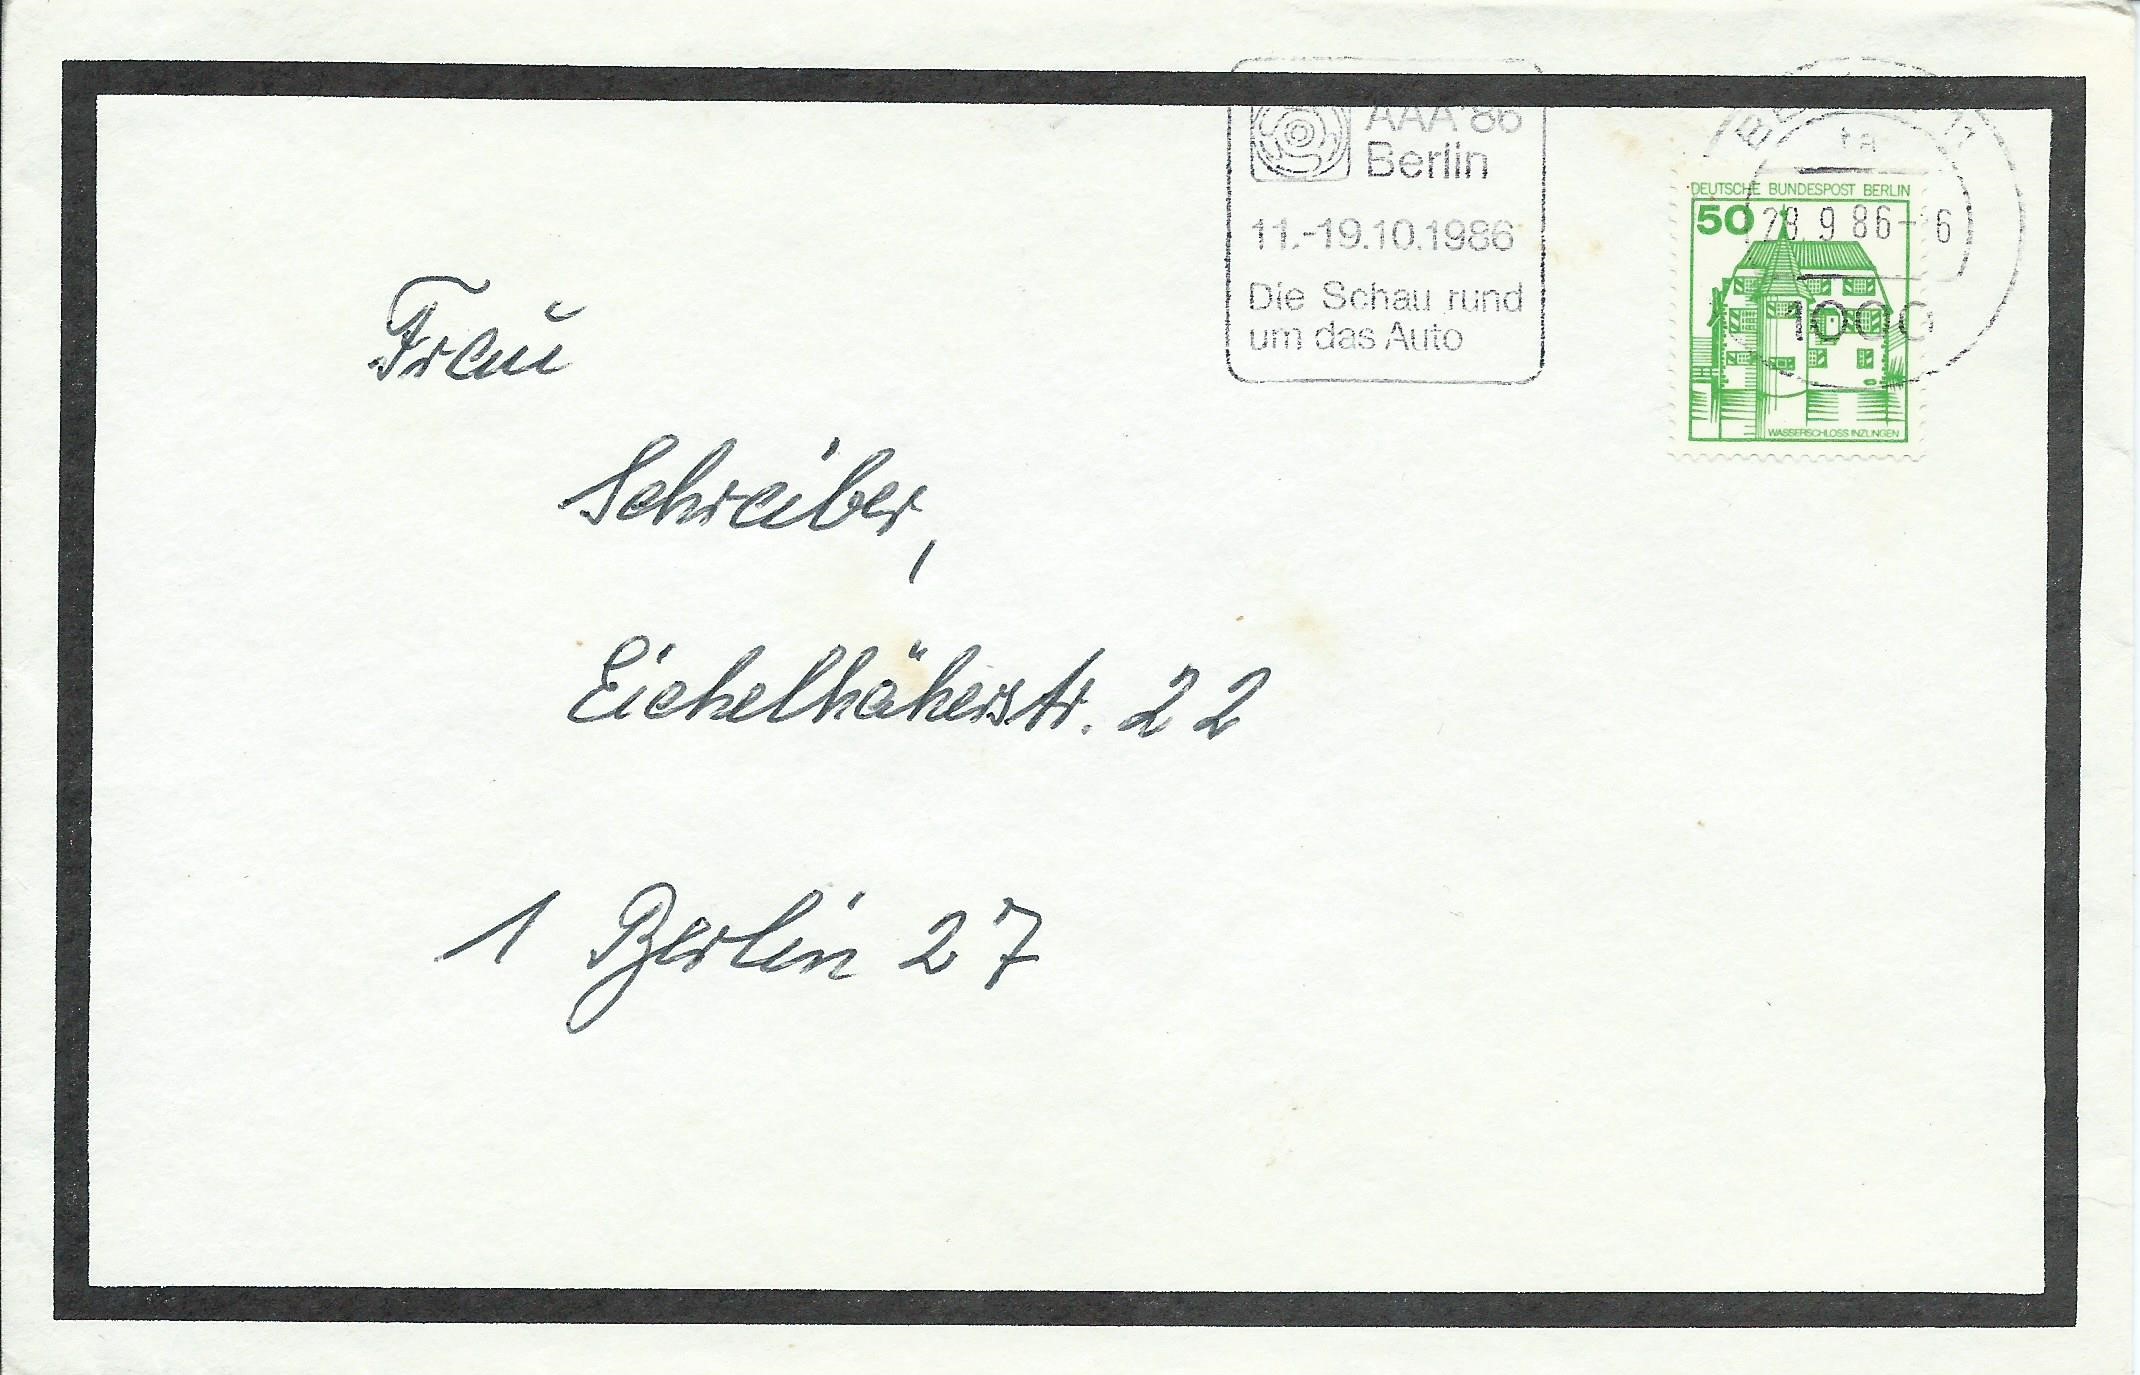 AAA'86
Berlin
11.-19.10.1986
Die Schau rund
um das Auto
DEUTSCHE BUNDESPOST BERLIN
50
28 9 86 - 6
1000
WASSERSCHLOSS INZLINGEN
Frau
Schreiber,
Eichelhäherstr. 22
1 Berlin 27